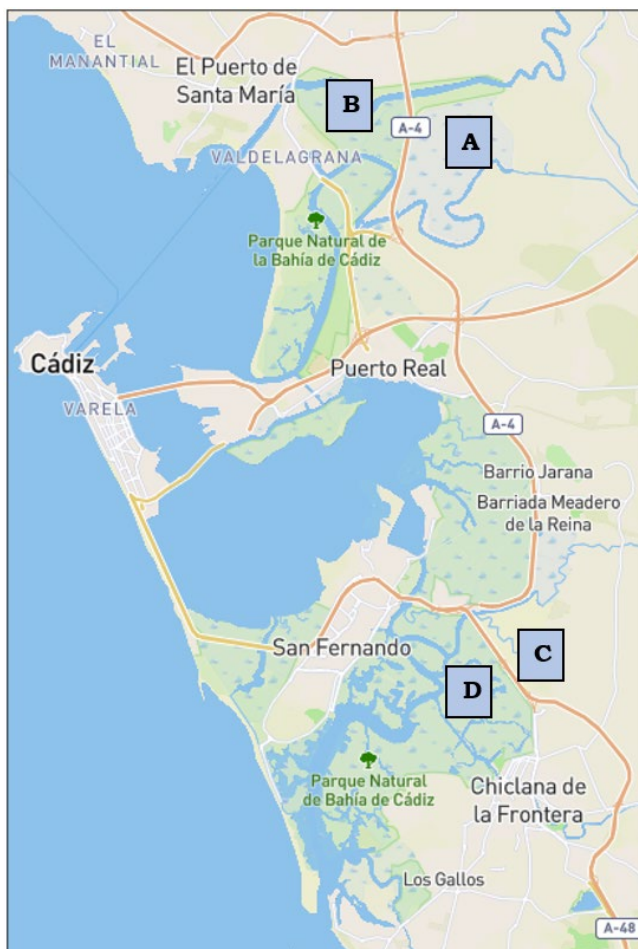 EL
MANANTIAL
El Puerto de
Santa María
B
A-4
A
VALDELAGRANA
Parque Natural de
la Bahía de Cádiz
Cádiz
Puerto Real
VARELA
A-4
Barrio Jarana
Barriada Meadero
de la Reina
San Fernando
C
D
Parque Natural
de Bahía de Cádiz
Chiclana de
la Frontera
Los Gallos
A-48